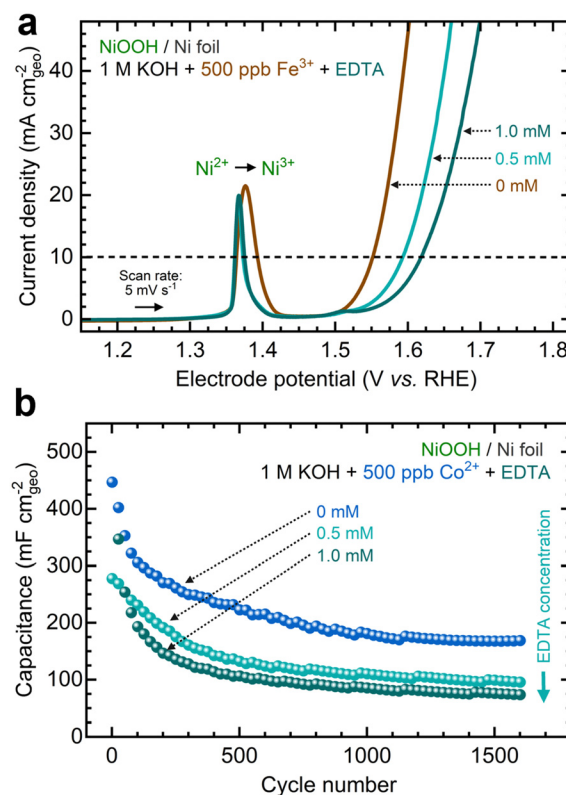 a
NiOOH / Ni foil
1 M KOH + 500 ppb Fe³⁺ + EDTA
Ni²⁺ → Ni³⁺
1.0 mM
0.5 mM
0 mM
Scan rate:
5 mV s⁻¹
40
30
20
10
0
Current density (mA cm⁻²geo)
1.2 1.3 1.4 1.5 1.6 1.7 1.8
Electrode potential (V vs. RHE)
b
NiOOH / Ni foil
1 M KOH + 500 ppb Co²⁺ + EDTA
0 mM
0.5 mM
1.0 mM
EDTA concentration
500
400
300
200
100
0
Capacitance (mF cm⁻²geo)
0 500 1000 1500
Cycle number